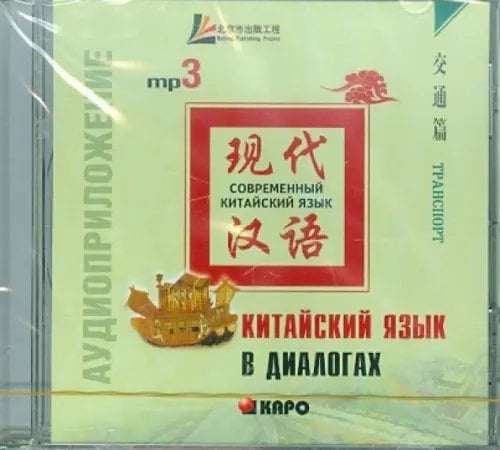 北京市出版工程
Beijing Publishing Project
mp3
АУДИОПРИЛОЖЕНИЕ
交通篇
ТРАНСПОРТ
现代
СОВРЕМЕННЫЙ
КИТАЙСКИЙ ЯЗЫК
汉语
КИТАЙСКИЙ ЯЗЫК
В ДИАЛОГАХ
КАРО